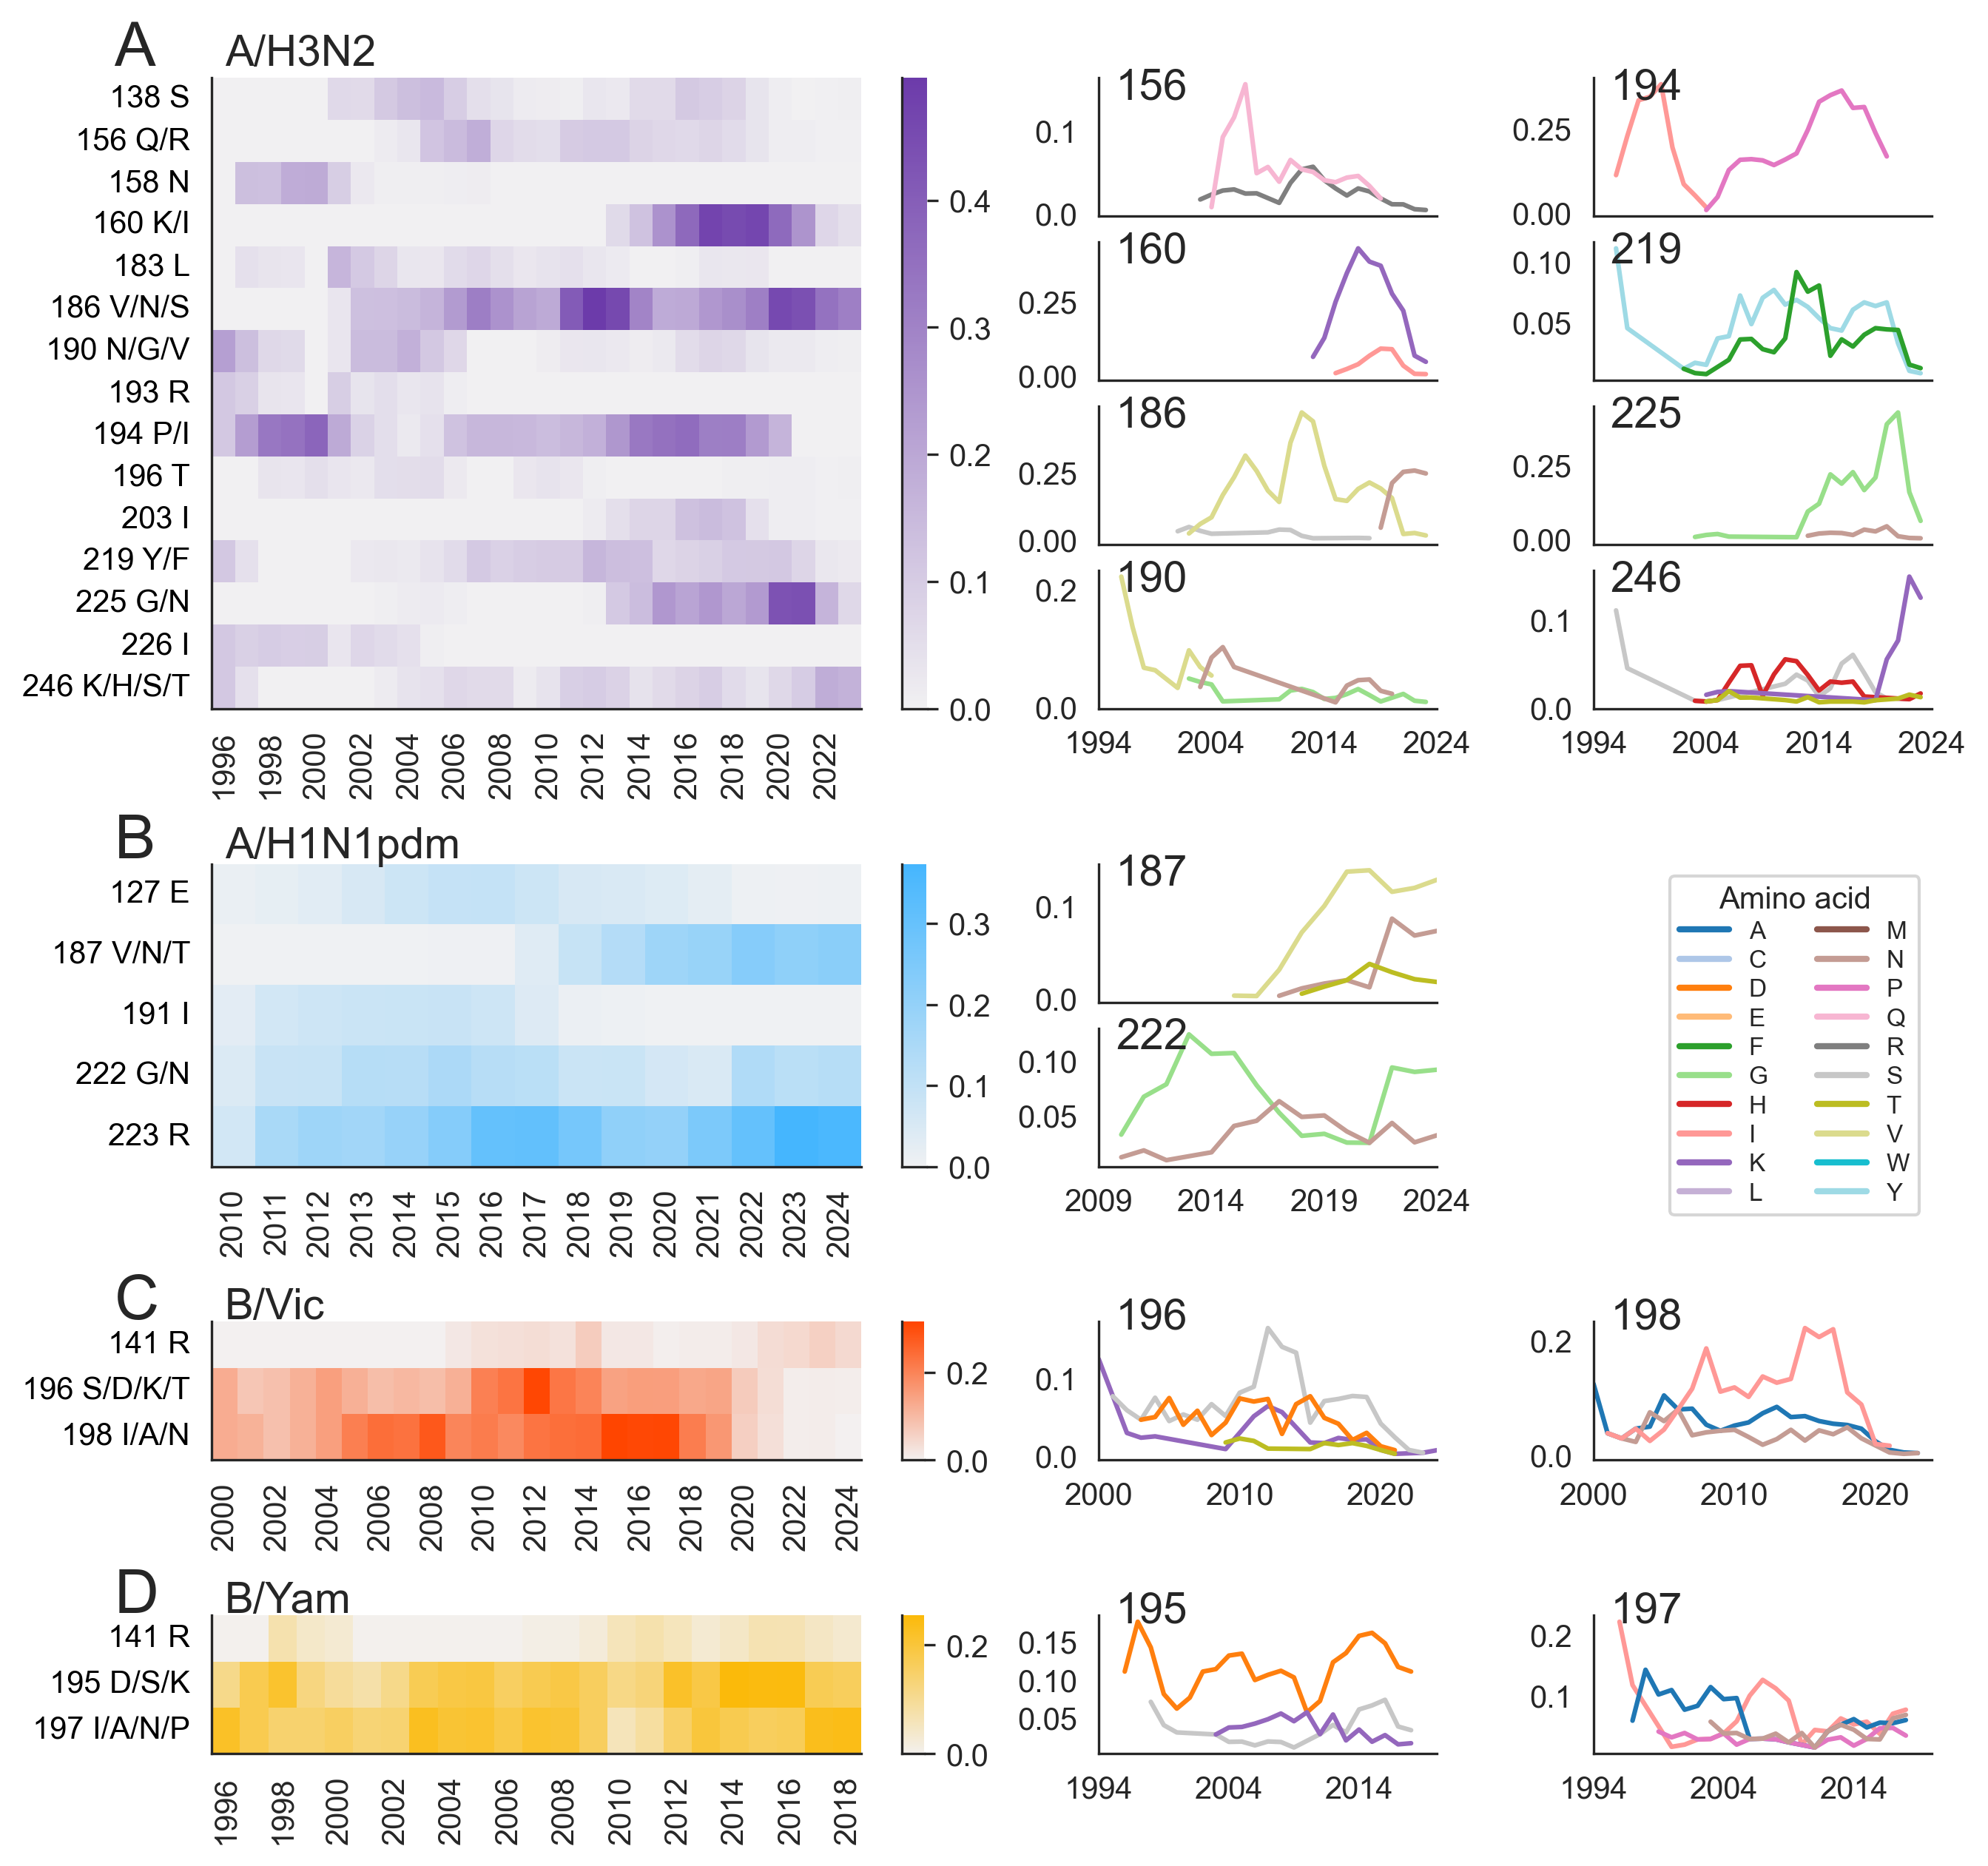 A
A/H3N2
138 S
156 Q/R
158 N
160 K/I
183 L
186 V/N/S
190 N/G/V
193 R
194 P/I
196 T
203 I
219 Y/F
225 G/N
226 I
246 K/H/S/T
1996 1998 2000 2002 2004 2006 2008 2010 2012 2014 2016 2018 2020 2022
0.4
0.3
0.2
0.1
0.0
156
0.1
0.0
160
0.25
0.00
186
0.25
0.00
190
0.2
0.0
1994 2004 2014 2024
194
0.25
0.00
219
0.10
0.05
225
0.25
0.00
246
0.1
0.0
1994 2004 2014 2024
B
A/H1N1pdm
127 E
187 V/N/T
191 I
222 G/N
223 R
2010 2011 2012 2013 2014 2015 2016 2017 2018 2019 2020 2021 2022 2023 2024
0.3
0.2
0.1
0.0
187
0.1
0.0
222
0.10
0.05
2009 2014 2019 2024
Amino acid
A M
C N
D P
E Q
F R
G S
H T
I V
K W
L Y
C
B/Vic
141 R
196 S/D/K/T
198 I/A/N
2000 2002 2004 2006 2008 2010 2012 2014 2016 2018 2020 2022 2024
0.2
0.0
196
0.1
0.0
2000 2010 2020
198
0.2
0.0
2000 2010 2020
D
B/Yam
141 R
195 D/S/K
197 I/A/N/P
1996 1998 2000 2002 2004 2006 2008 2010 2012 2014 2016 2018
0.2
0.0
195
0.15
0.10
0.05
1994 2004 2014
197
0.2
0.1
1994 2004 2014